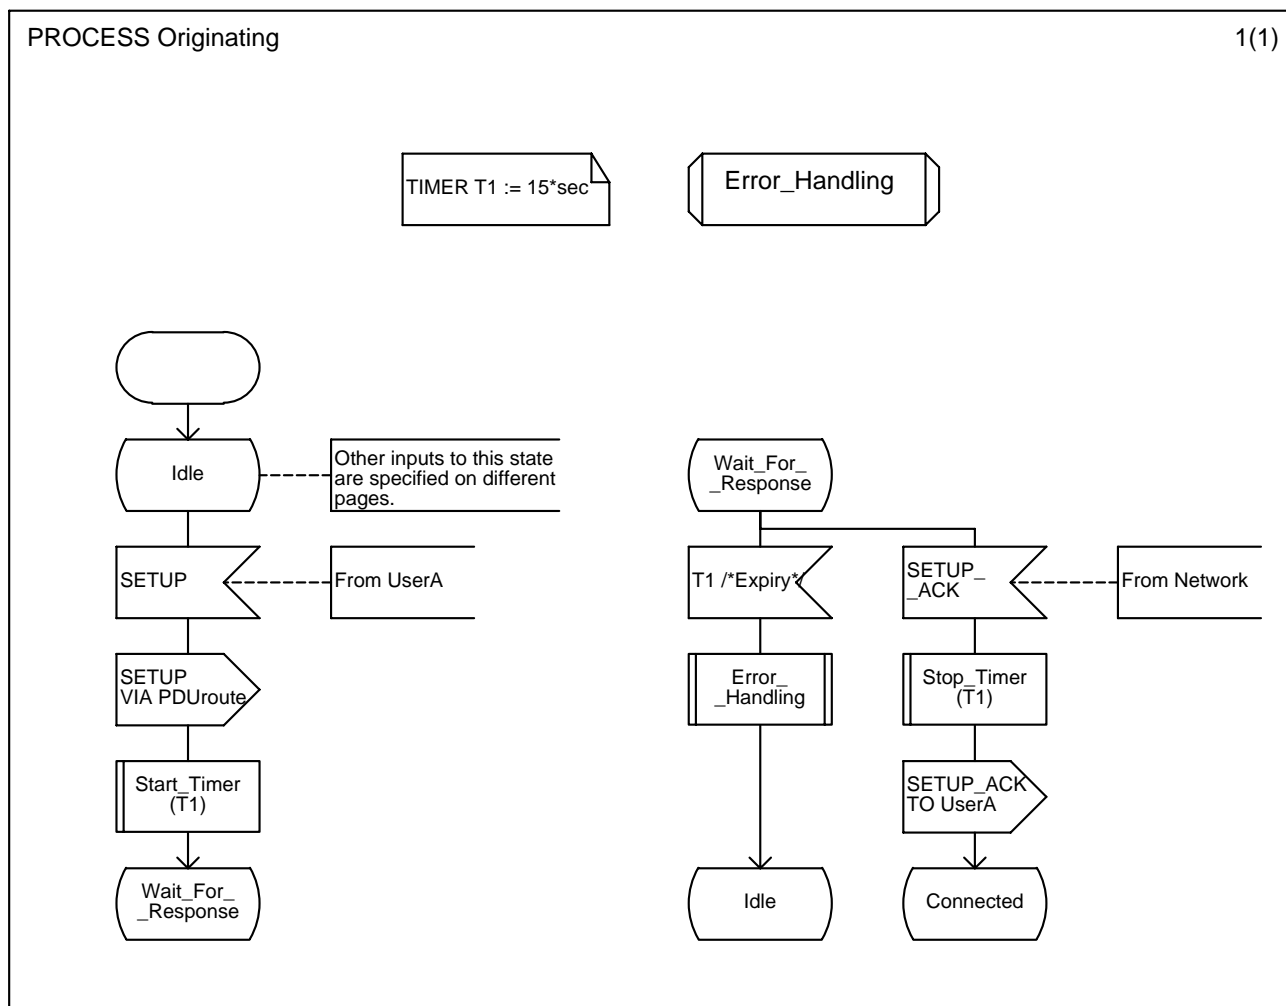 PROCESS Originating
1(1)
TIMER T1 := 15*sec
Error_Handling
Idle
Other inputs to this state
are specified on different
pages.
SETUP
From UserA
SETUP
VIA PDUroute
Start_Timer
(T1)
Wait_For_
_Response
Wait_For_
_Response
T1 /*Expiry*/
Error_
_Handling
Idle
SETUP_
_ACK
From Network
Stop_Timer
(T1)
SETUP_ACK
TO UserA
Connected